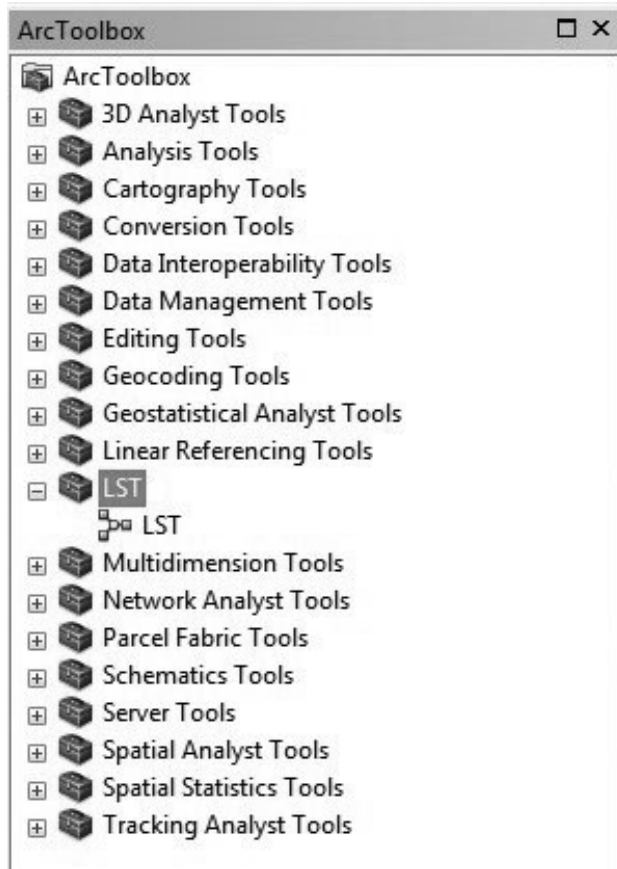 ArcToolbox
ArcToolbox
3D Analyst Tools
Analysis Tools
Cartography Tools
Conversion Tools
Data Interoperability Tools
Data Management Tools
Editing Tools
Geocoding Tools
Geostatistical Analyst Tools
Linear Referencing Tools
LST
LST
Multidimension Tools
Network Analyst Tools
Parcel Fabric Tools
Schematics Tools
Server Tools
Spatial Analyst Tools
Spatial Statistics Tools
Tracking Analyst Tools